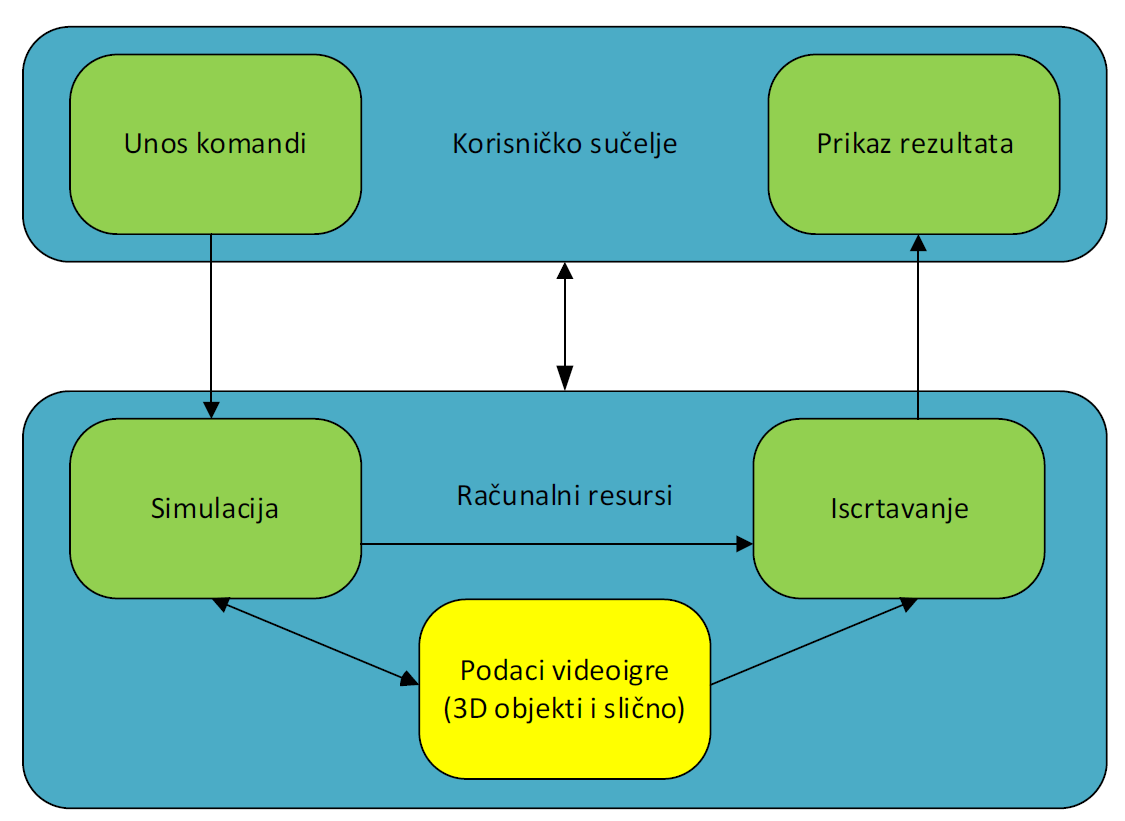 Unos komandi
Korisničko sučelje
Prikaz rezultata
Simulacija
Računalni resursi
Iscrtavanje
Podaci videoigre
(3D objekti i slično)